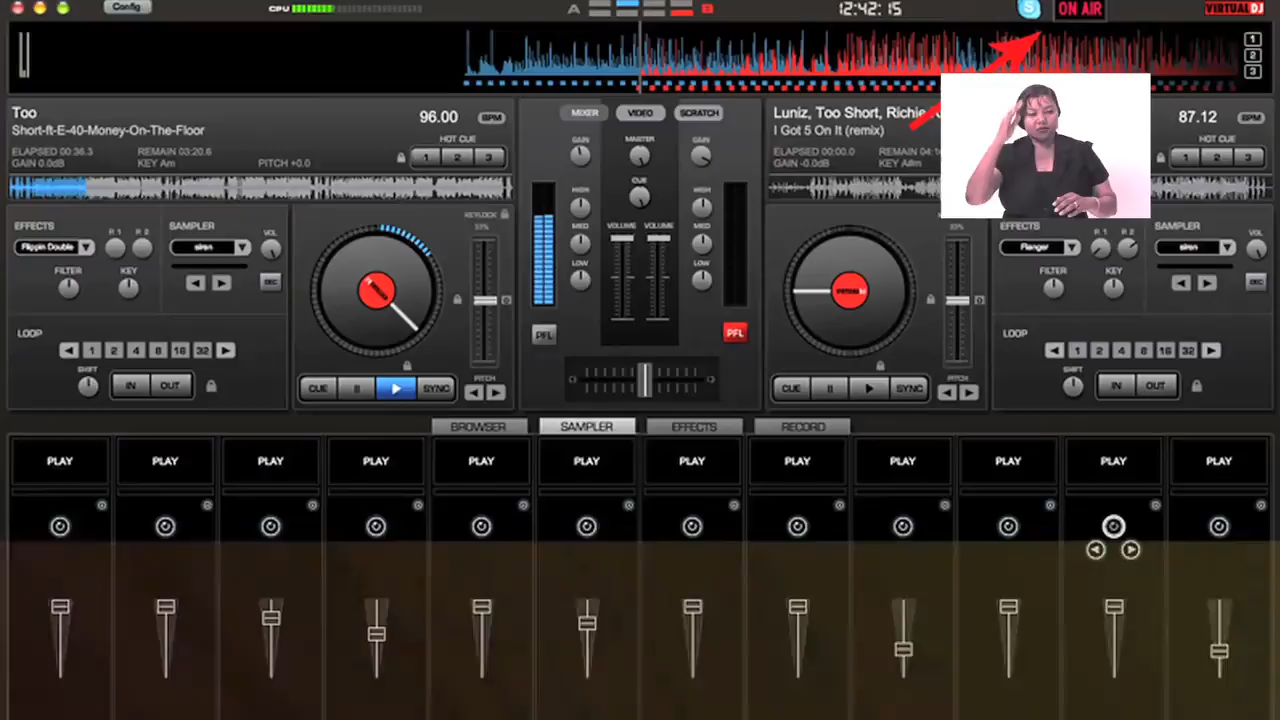 Config
CPU
A
B
12:42:15
ON AIR
VIRTUAL DJ
1
2
3
Too
Short-ft-E-40-Money-On-The-Floor
96.00 BPM
ELAPSED 00:36.3 REMAIN 03:20.6
GAIN 0.0dB KEY Am PITCH +0.0
HOT CUE
1 2 3
MIXER VIDEO SCRATCH
GAIN MASTER GAIN
CUE
HIGH HIGH
VOLUME VOLUME
MED MED
LOW LOW
PFL PFL
Luniz, Too Short, Richie
I Got 5 On It (remix)
87.12 BPM
ELAPSED 00:00.0 REMAIN
GAIN -0.0dB
HOT CUE
1 2 3
EFFECTS P. 1 P. 2 SAMPLER VOL
Flippin Double siren
FILTER KEY REC
LOOP
1 2 4 8 16 32
SHIFT IN OUT
KEYLOCK
33%
CUE SYNC PITCH
33%
CUE SYNC PITCH
EFFECTS P. 1 P. 2 SAMPLER VOL
Flanger siren
FILTER KEY REC
LOOP
1 2 4 8 16 32
SHIFT IN OUT
BROWSER SAMPLER EFFECTS RECORD
PLAY PLAY PLAY PLAY PLAY PLAY PLAY PLAY PLAY PLAY PLAY PLAY